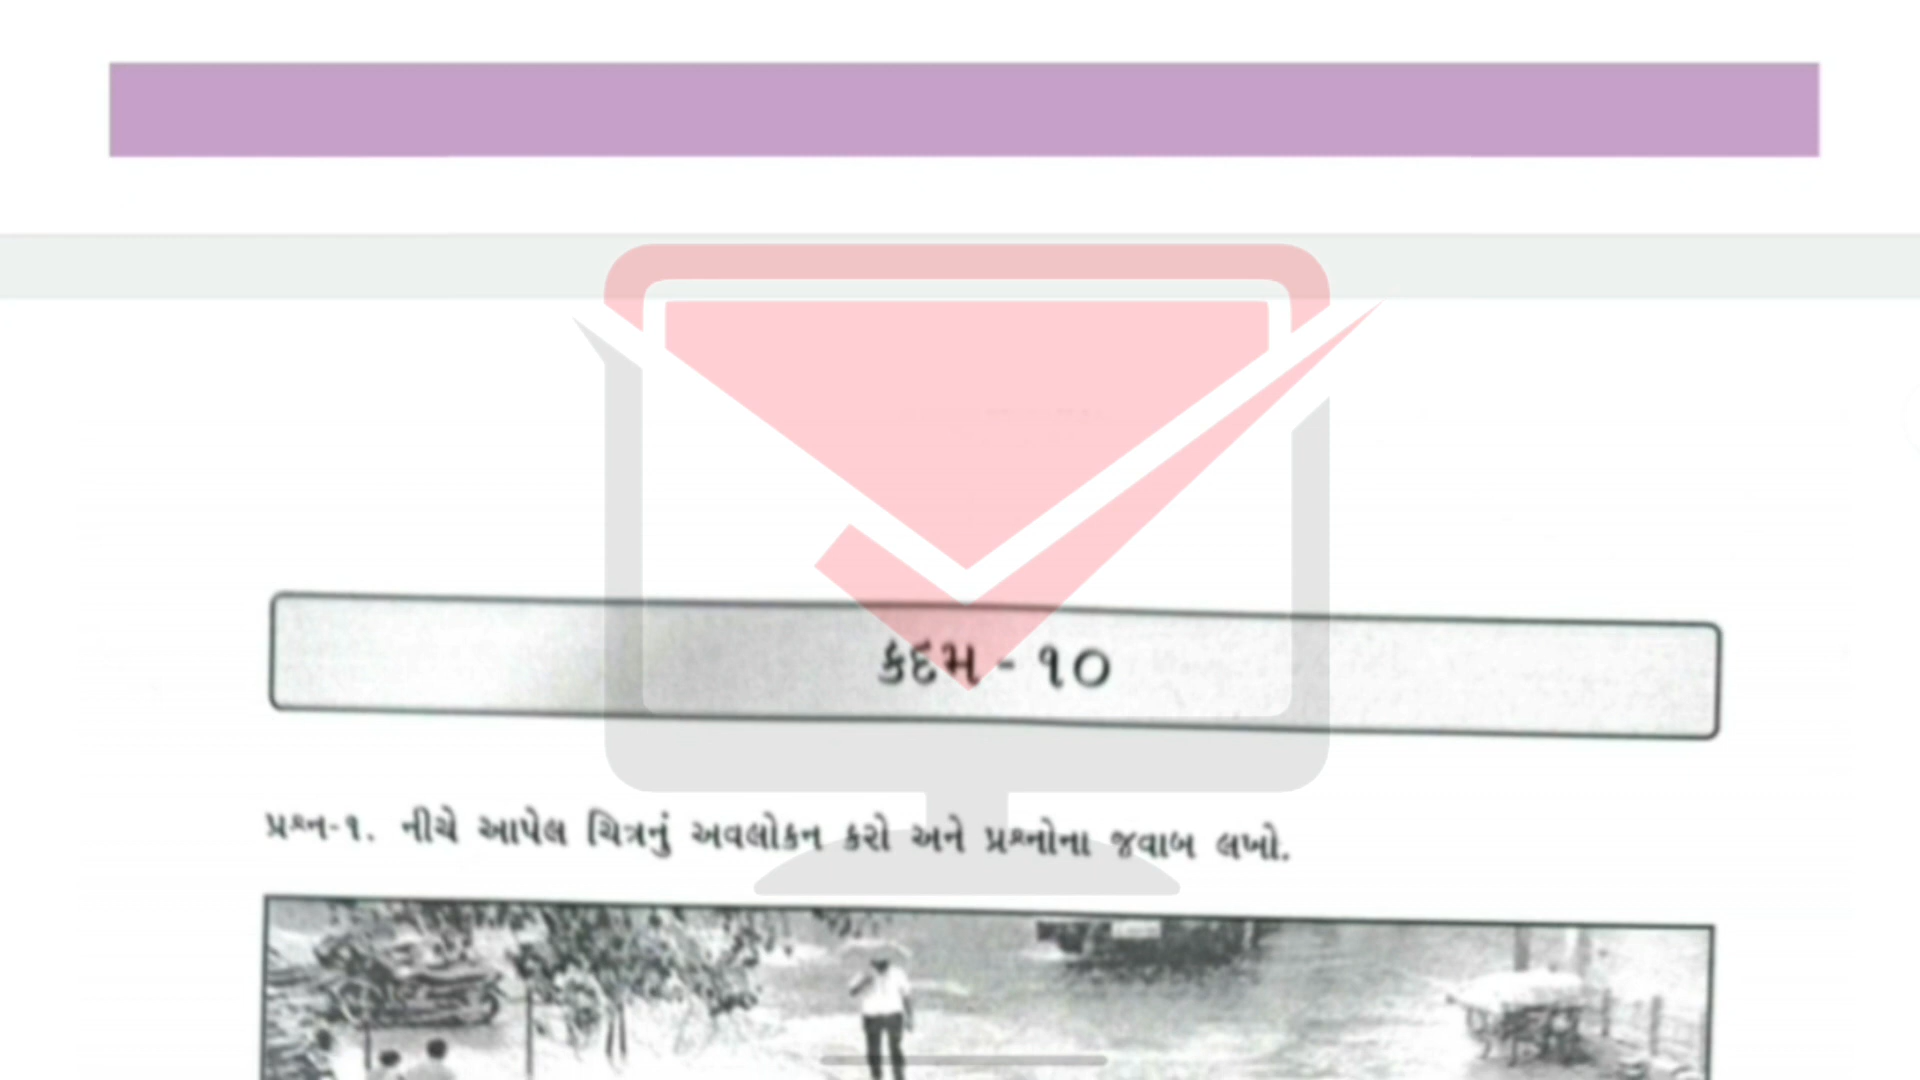 કદમ - ૧૦
પ્રશ્ન-૧. નીચે આપેલ ચિત્રનું અવલોકન કરો અને પ્રશ્નોના જવાબ લખો.